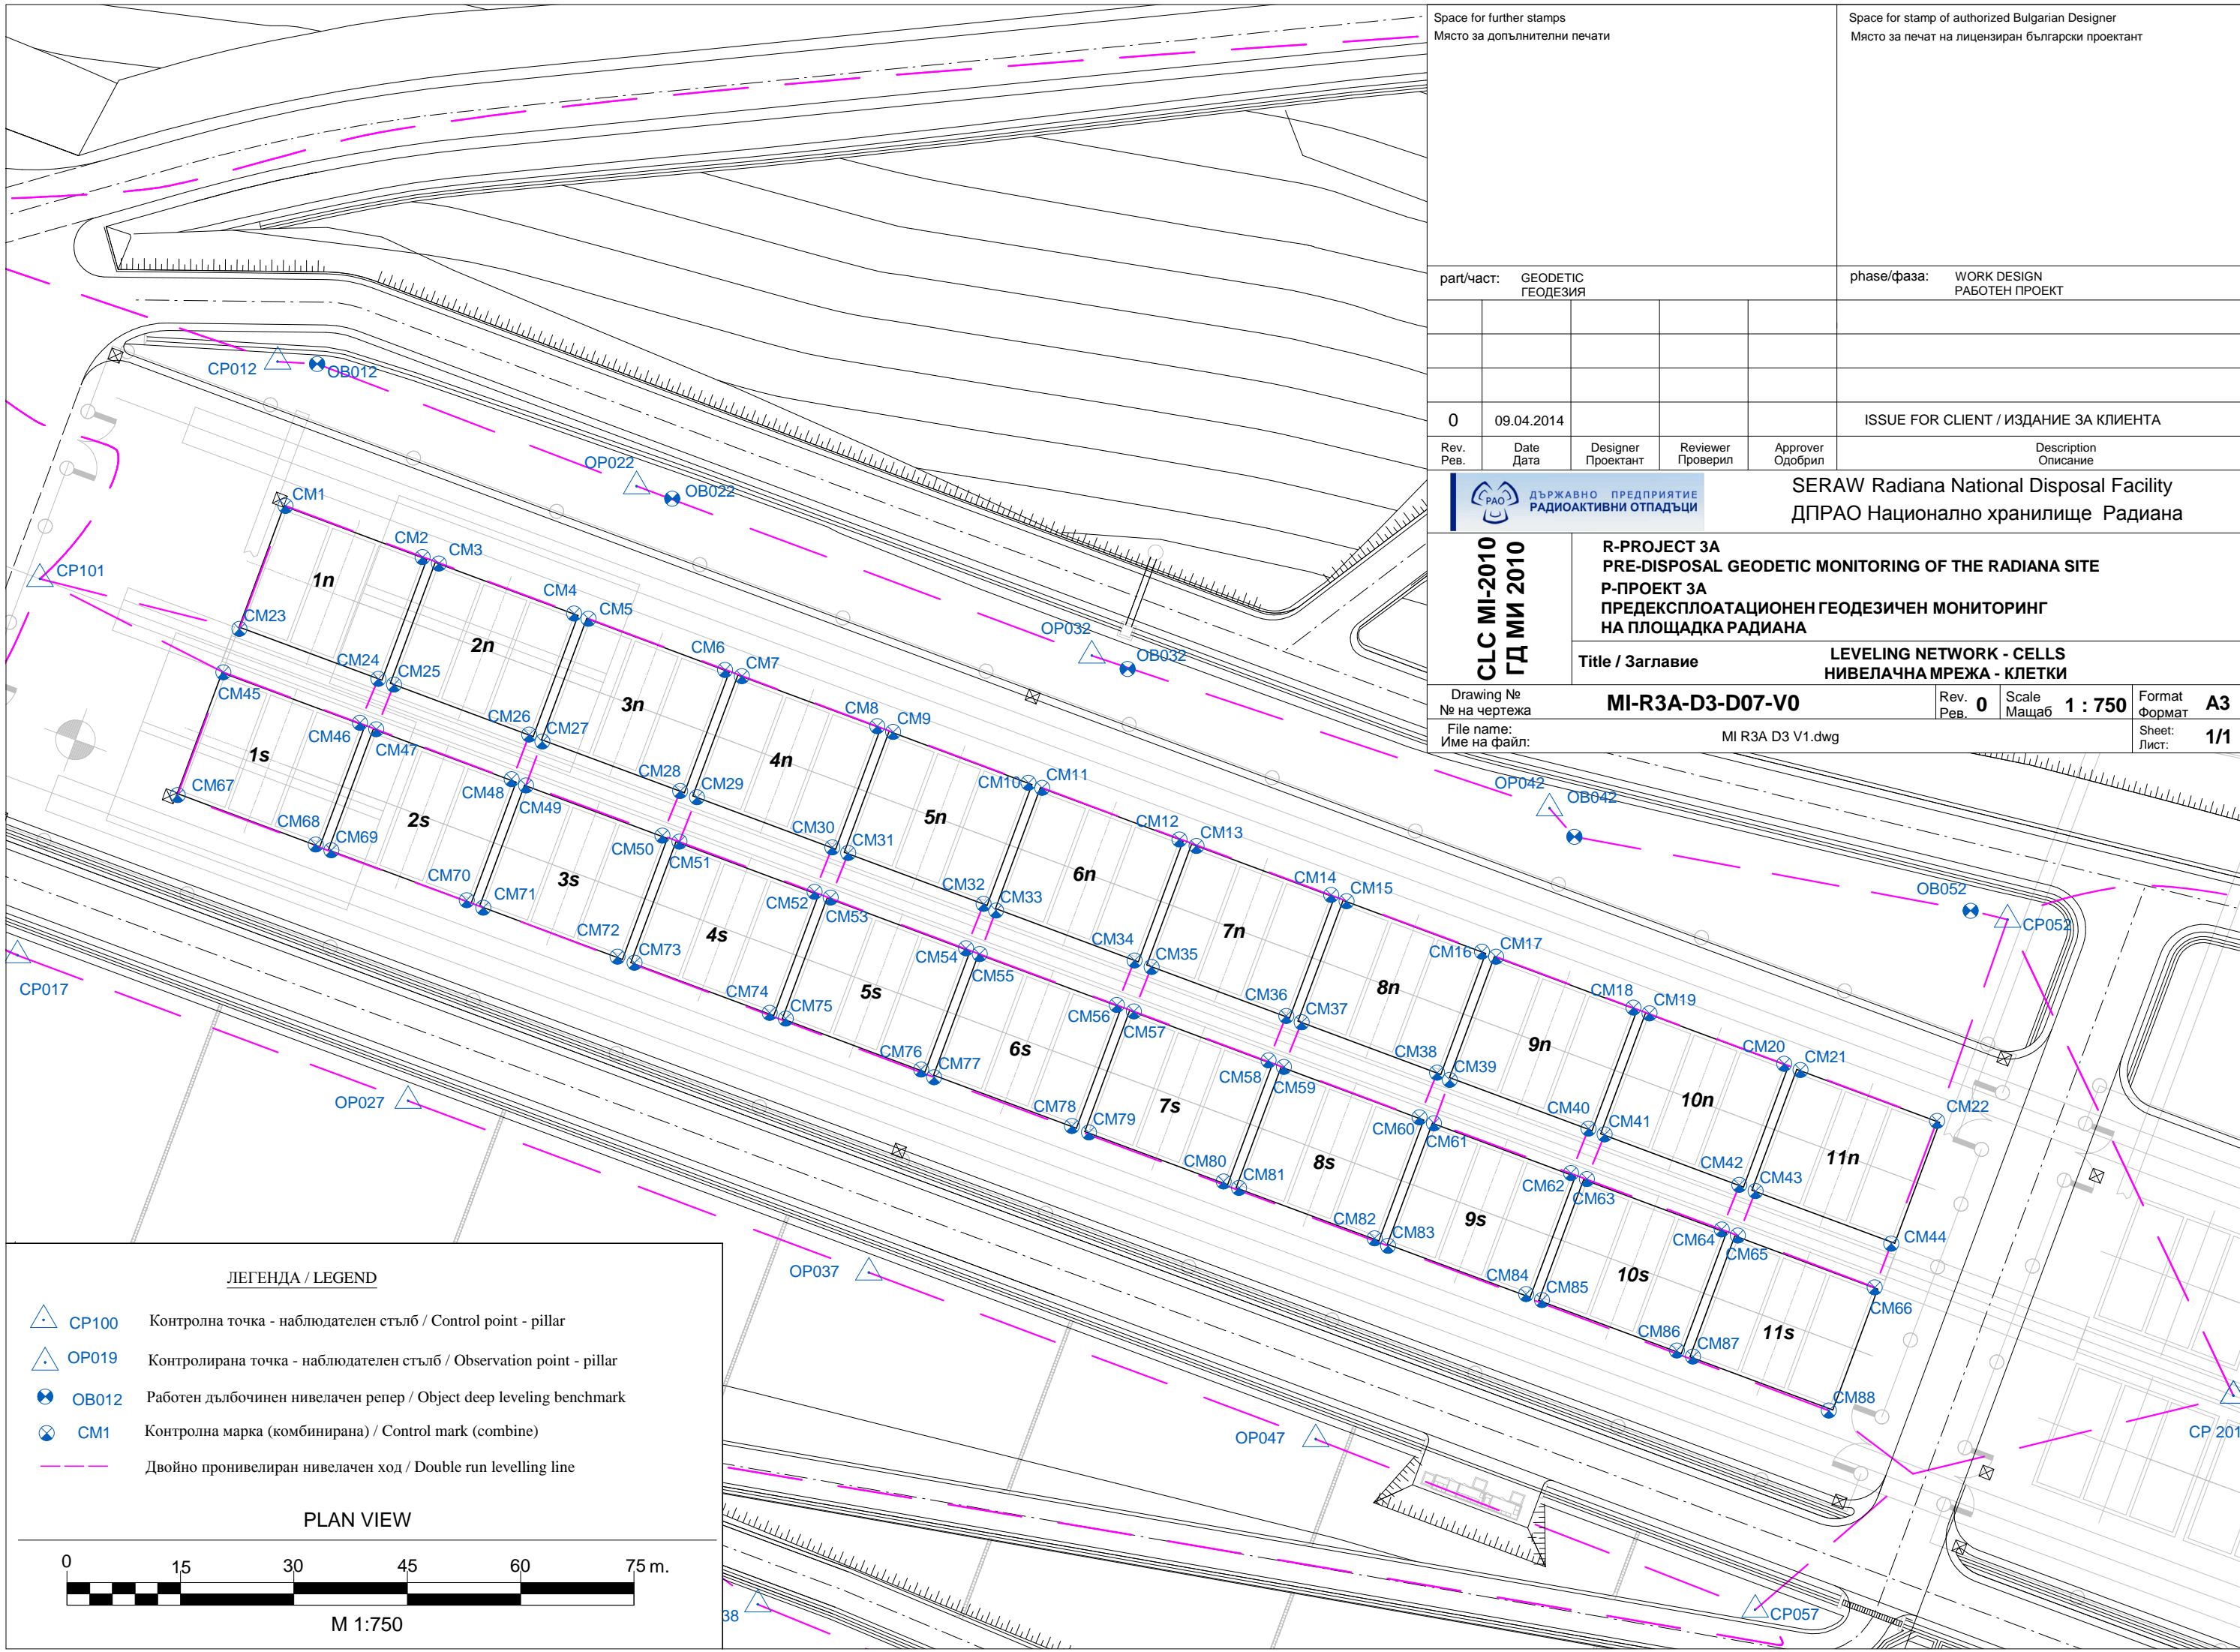 Space for further stamps
Място за допълнителни печати
Space for stamp of authorized Bulgarian Designer
Място за печат на лицензиран български проектант
part/част: GEODETIC
ГЕОДЕЗИЯ
phase/фаза: WORK DESIGN
РАБОТЕН ПРОЕКТ
0 09.04.2014 ISSUE FOR CLIENT / ИЗДАНИЕ ЗА КЛИЕНТА
Rev. Date Designer Reviewer Approver Description
Рев. Дата Проектант Проверил Одобрил Описание
РАО
ДЪРЖАВНО ПРЕДПРИЯТИЕ
РАДИОАКТИВНИ ОТПАДЪЦИ
SERAW Radiana National Disposal Facility
ДПРАО Национално хранилище Радиана
CLC MI-2010
ГД МИ 2010
R-PROJECT 3A
PRE-DISPOSAL GEODETIC MONITORING OF THE RADIANA SITE
Р-ПРОЕКТ 3А
ПРЕДЕКСПЛОАТАЦИОНЕН ГЕОДЕЗИЧЕН МОНИТОРИНГ
НА ПЛОЩАДКА РАДИАНА
Title / Заглавие
LEVELING NETWORK - CELLS
НИВЕЛАЧНА МРЕЖА - КЛЕТКИ
Drawing №
№ на чертежа
MI-R3A-D3-D07-V0
Rev.
Рев.
0
Scale
Мащаб
1 : 750
Format
Формат
A3
File name:
Име на файл:
MI R3A D3 V1.dwg
Sheet:
Лист:
1/1
CP012
OB012
OP022
OB022
OP032
OB032
OP042
OB042
OB052
CP052
CP101
CM1
CM2
CM3
CM4
CM5
CM6
CM7
CM8
CM9
CM10
CM11
CM12
CM13
CM14
CM15
CM16
CM17
CM18
CM19
CM20
CM21
CM22
1n
2n
3n
4n
5n
6n
7n
8n
9n
10n
11n
CM23
CM24
CM25
CM26
CM27
CM28
CM29
CM30
CM31
CM32
CM33
CM34
CM35
CM36
CM37
CM38
CM39
CM40
CM41
CM42
CM43
CM44
CM45
CM46
CM47
CM48
CM49
CM50
CM51
CM52
CM53
CM54
CM55
CM56
CM57
CM58
CM59
CM60
CM61
CM62
CM63
CM64
CM65
CM66
1s
2s
3s
4s
5s
6s
7s
8s
9s
10s
11s
CM67
CM68
CM69
CM70
CM71
CM72
CM73
CM74
CM75
CM76
CM77
CM78
CM79
CM80
CM81
CM82
CM83
CM84
CM85
CM86
CM87
CM88
CP017
OP027
OP037
OP047
CP057
CP 201
38
ЛЕГЕНДА / LEGEND
CP100 Контролна точка - наблюдателен стълб / Control point - pillar
OP019 Контролирана точка - наблюдателен стълб / Observation point - pillar
OB012 Работен дълбочинен нивелачен репер / Object deep leveling benchmark
CM1 Контролна марка (комбинирана) / Control mark (combine)
Двойно пронивелиран нивелачен ход / Double run levelling line
PLAN VIEW
0 15 30 45 60 75 m.
M 1:750